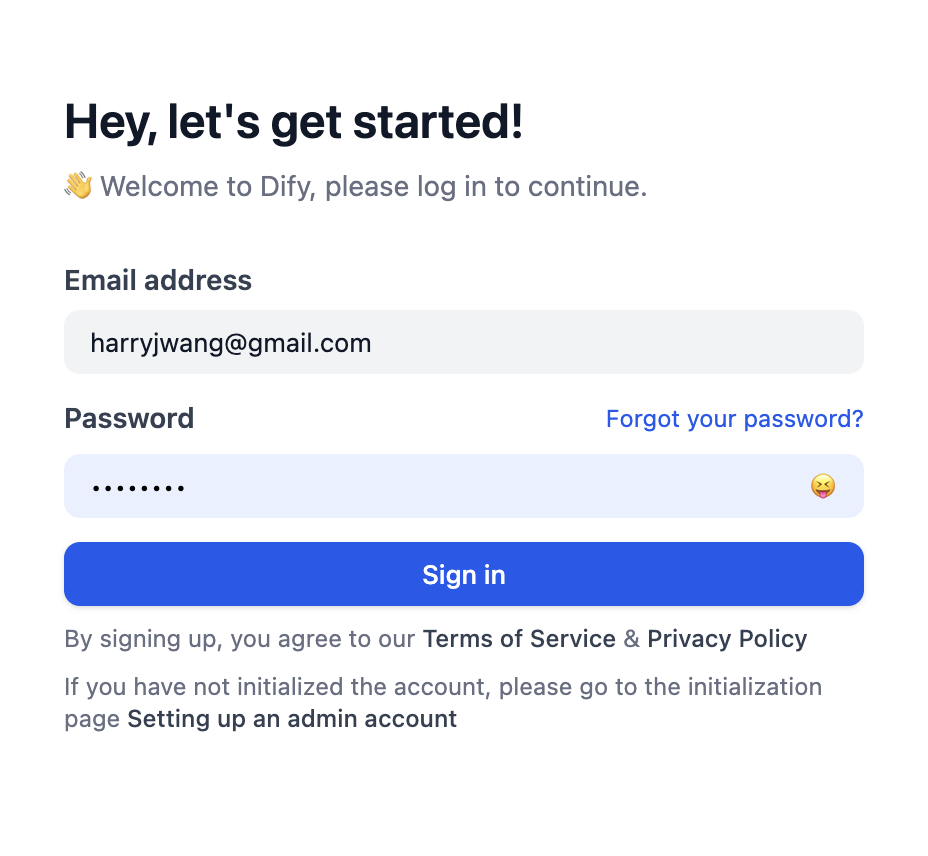 Hey, let's get started!
👋 Welcome to Dify, please log in to continue.
Email address
harryjwang@gmail.com
Password
Forgot your password?
••••••••
Sign in
By signing up, you agree to our Terms of Service & Privacy Policy
If you have not initialized the account, please go to the initialization
page Setting up an admin account